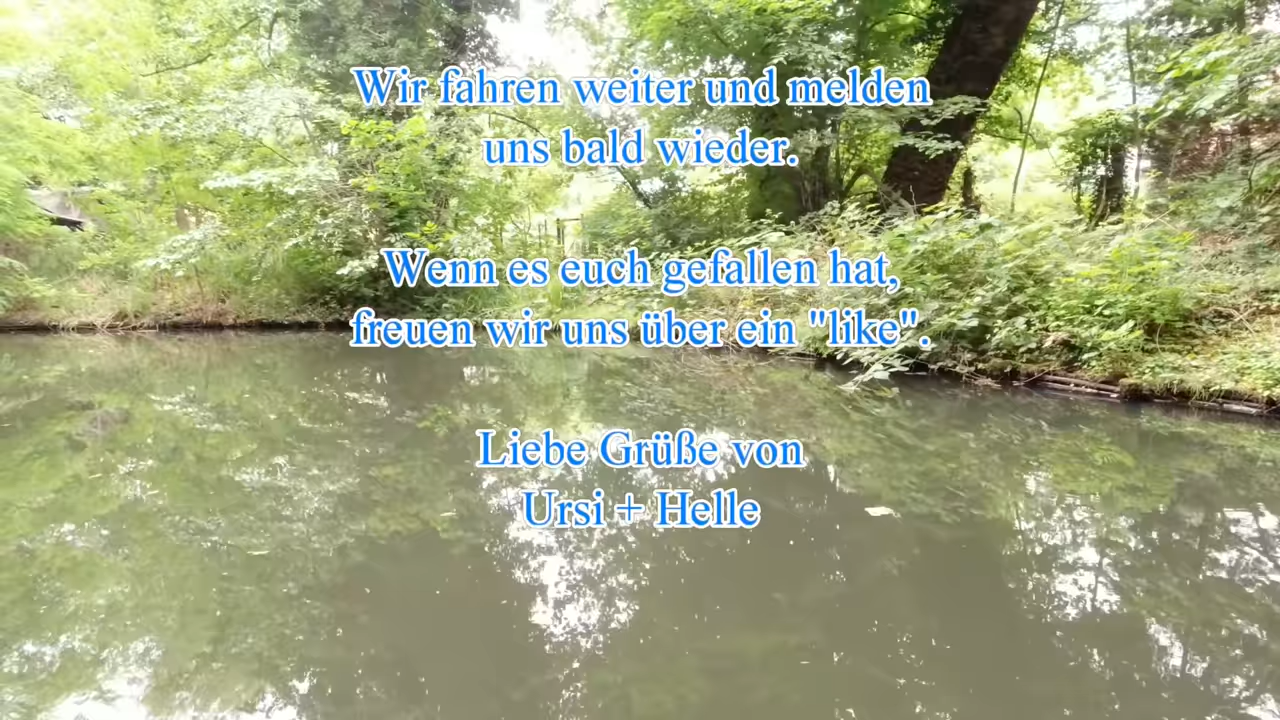 Wir fahren weiter und melden
uns bald wieder.
Wenn es euch gefallen hat,
freuen wir uns über ein "like".
Liebe Grüße von
Ursi + Helle